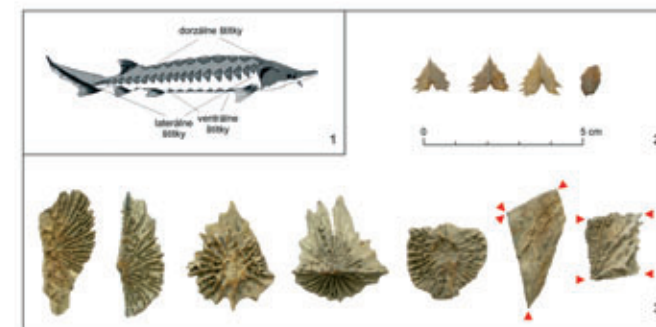 dorzálne štítky
laterálne štítky
ventrálne štítky
1
0
5 cm